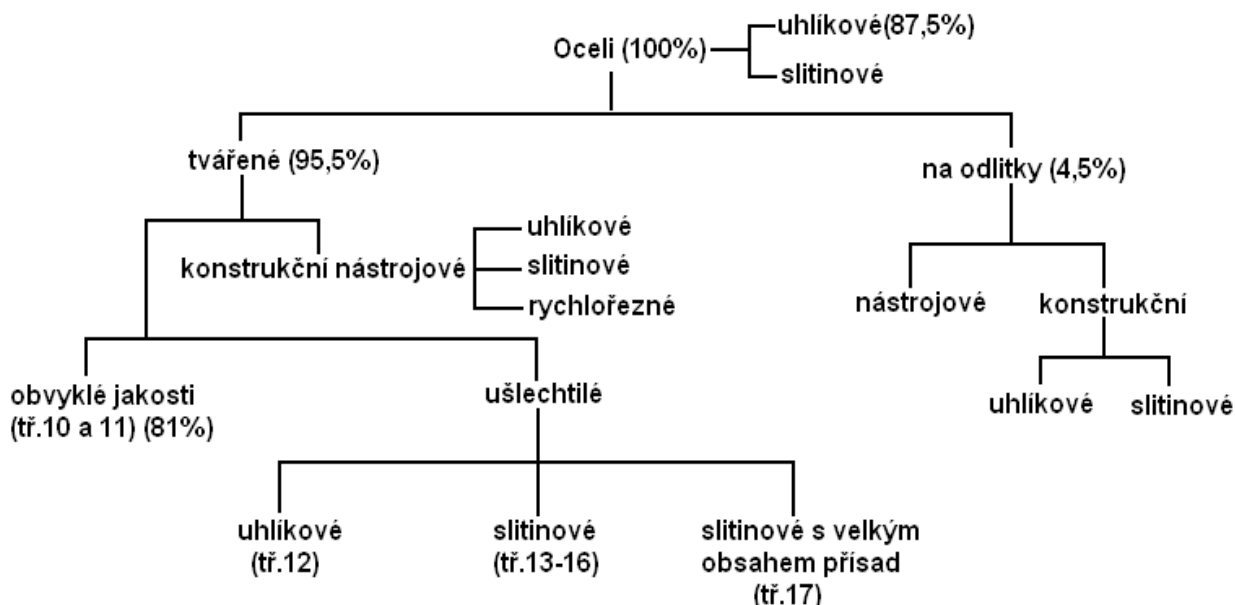 uhlíkové(87,5%)
Oceli (100%)
slitinové
tvářené (95,5%)
na odlitky (4,5%)
uhlíkové
konstrukční nástrojové
slitinové
rychlořezné
nástrojové
konstrukční
obvyklé jakosti
(tř.10 a 11) (81%)
ušlechtilé
uhlíkové
slitinové
uhlíkové
(tř.12)
slitinové
(tř.13-16)
slitinové s velkým
obsahem přísad
(tř.17)